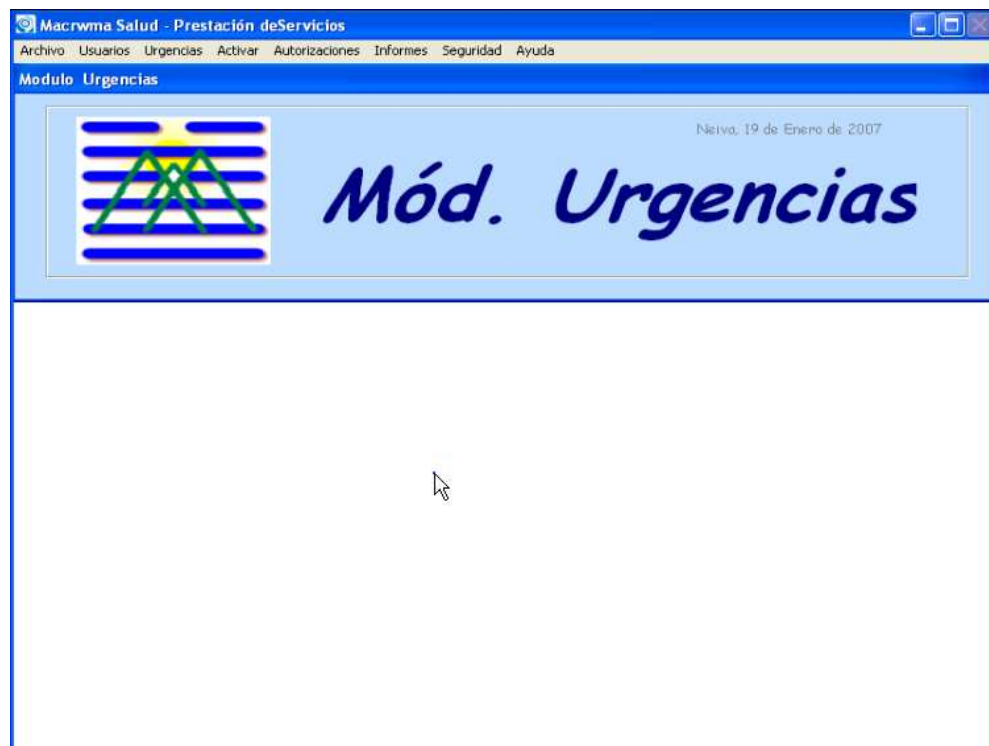 Macrwma Salud - Prestación deServicios
Archivo Usuarios Urgencias Activar Autorizaciones Informes Seguridad Ayuda
Modulo Urgencias
Neiva, 19 de Enero de 2007
Mód. Urgencias